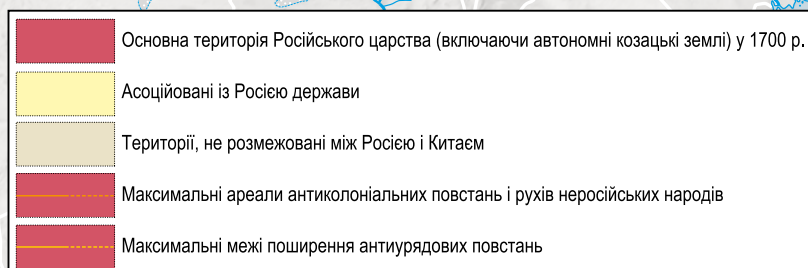 Основна територія Російського царства (включаючи автономні козацькі землі) у 1700 р.
Асоційовані із Росією держави
Території, не розмежовані між Росією і Китаєм
Максимальні ареали антиколоніальних повстань і рухів неросійських народів
Максимальні межі поширення антиурядових повстань